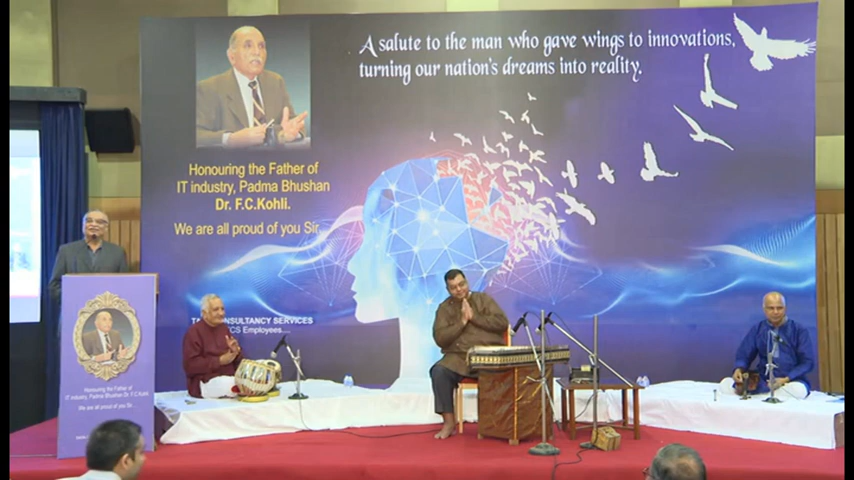 A salute to the man who gave wings to innovations,
turning our nation's dreams into reality.
Honouring the Father of
IT industry, Padma Bhushan
Dr. F.C.Kohli.
We are all proud of you Sir
CONSULTANCY SERVICES
TCS Employees....
Honouring the Father of
IT industry, Padma Bhushan Dr. F.C.Kohli
We are all proud of you Sir...